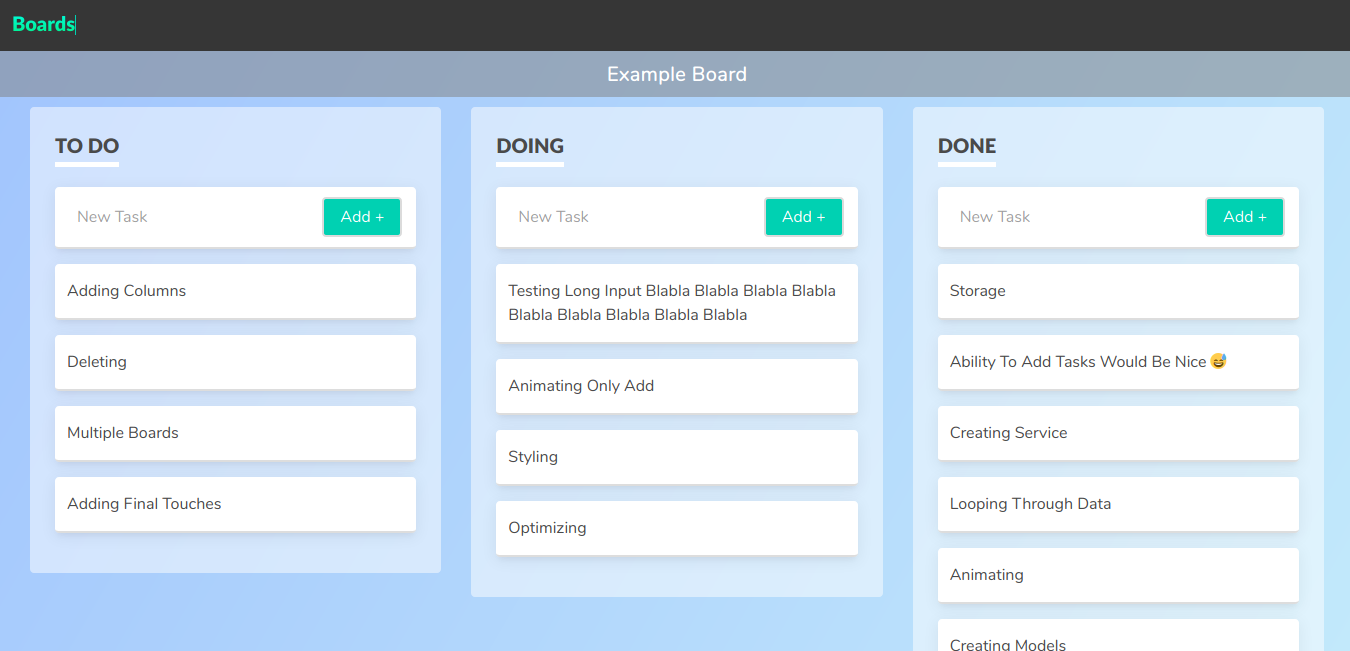 Boards
Example Board
TO DO
New Task
Add +
Adding Columns
Deleting
Multiple Boards
Adding Final Touches
DOING
New Task
Add +
Testing Long Input Blabla Blabla Blabla Blabla
Blabla Blabla Blabla Blabla Blabla
Animating Only Add
Styling
Optimizing
DONE
New Task
Add +
Storage
Ability To Add Tasks Would Be Nice 😅
Creating Service
Looping Through Data
Animating
Creating Models